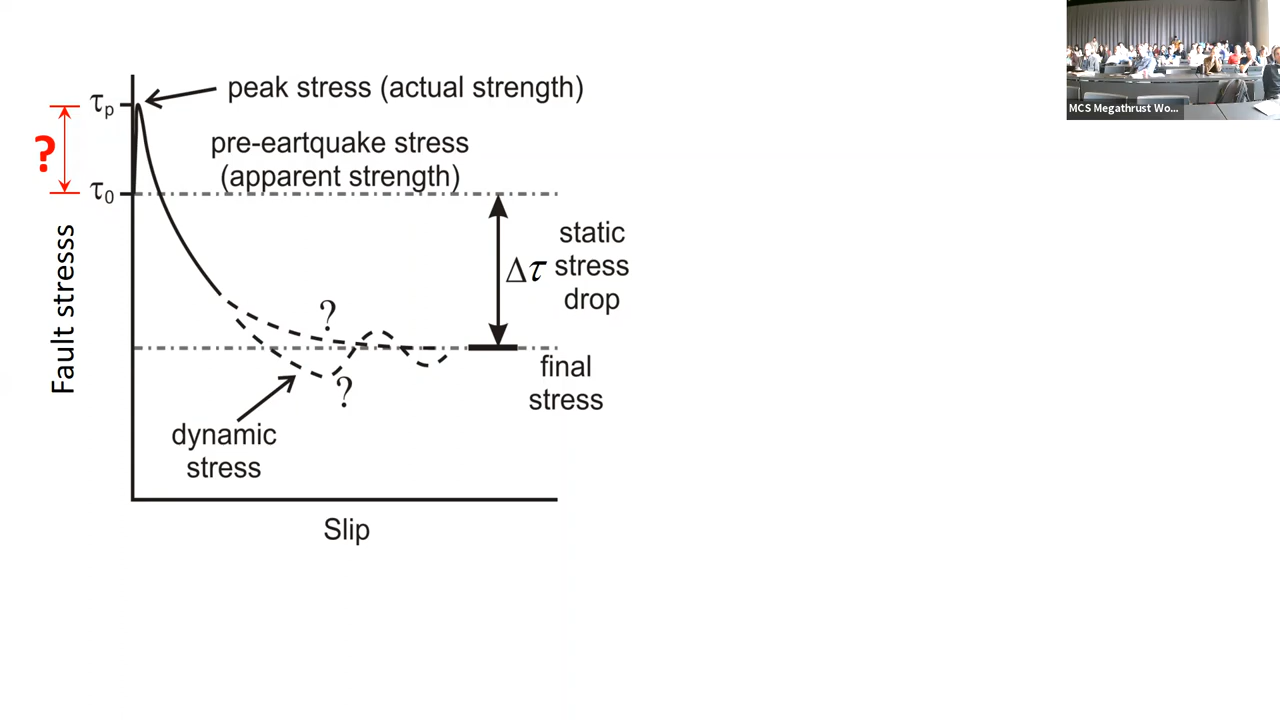 MCS Megathrust Wo...
τp
peak stress (actual strength)
?
pre-eartquake stress
(apparent strength)
τ0
Fault stresss
static
Δτ stress
drop
?
final
stress
?
dynamic
stress
Slip